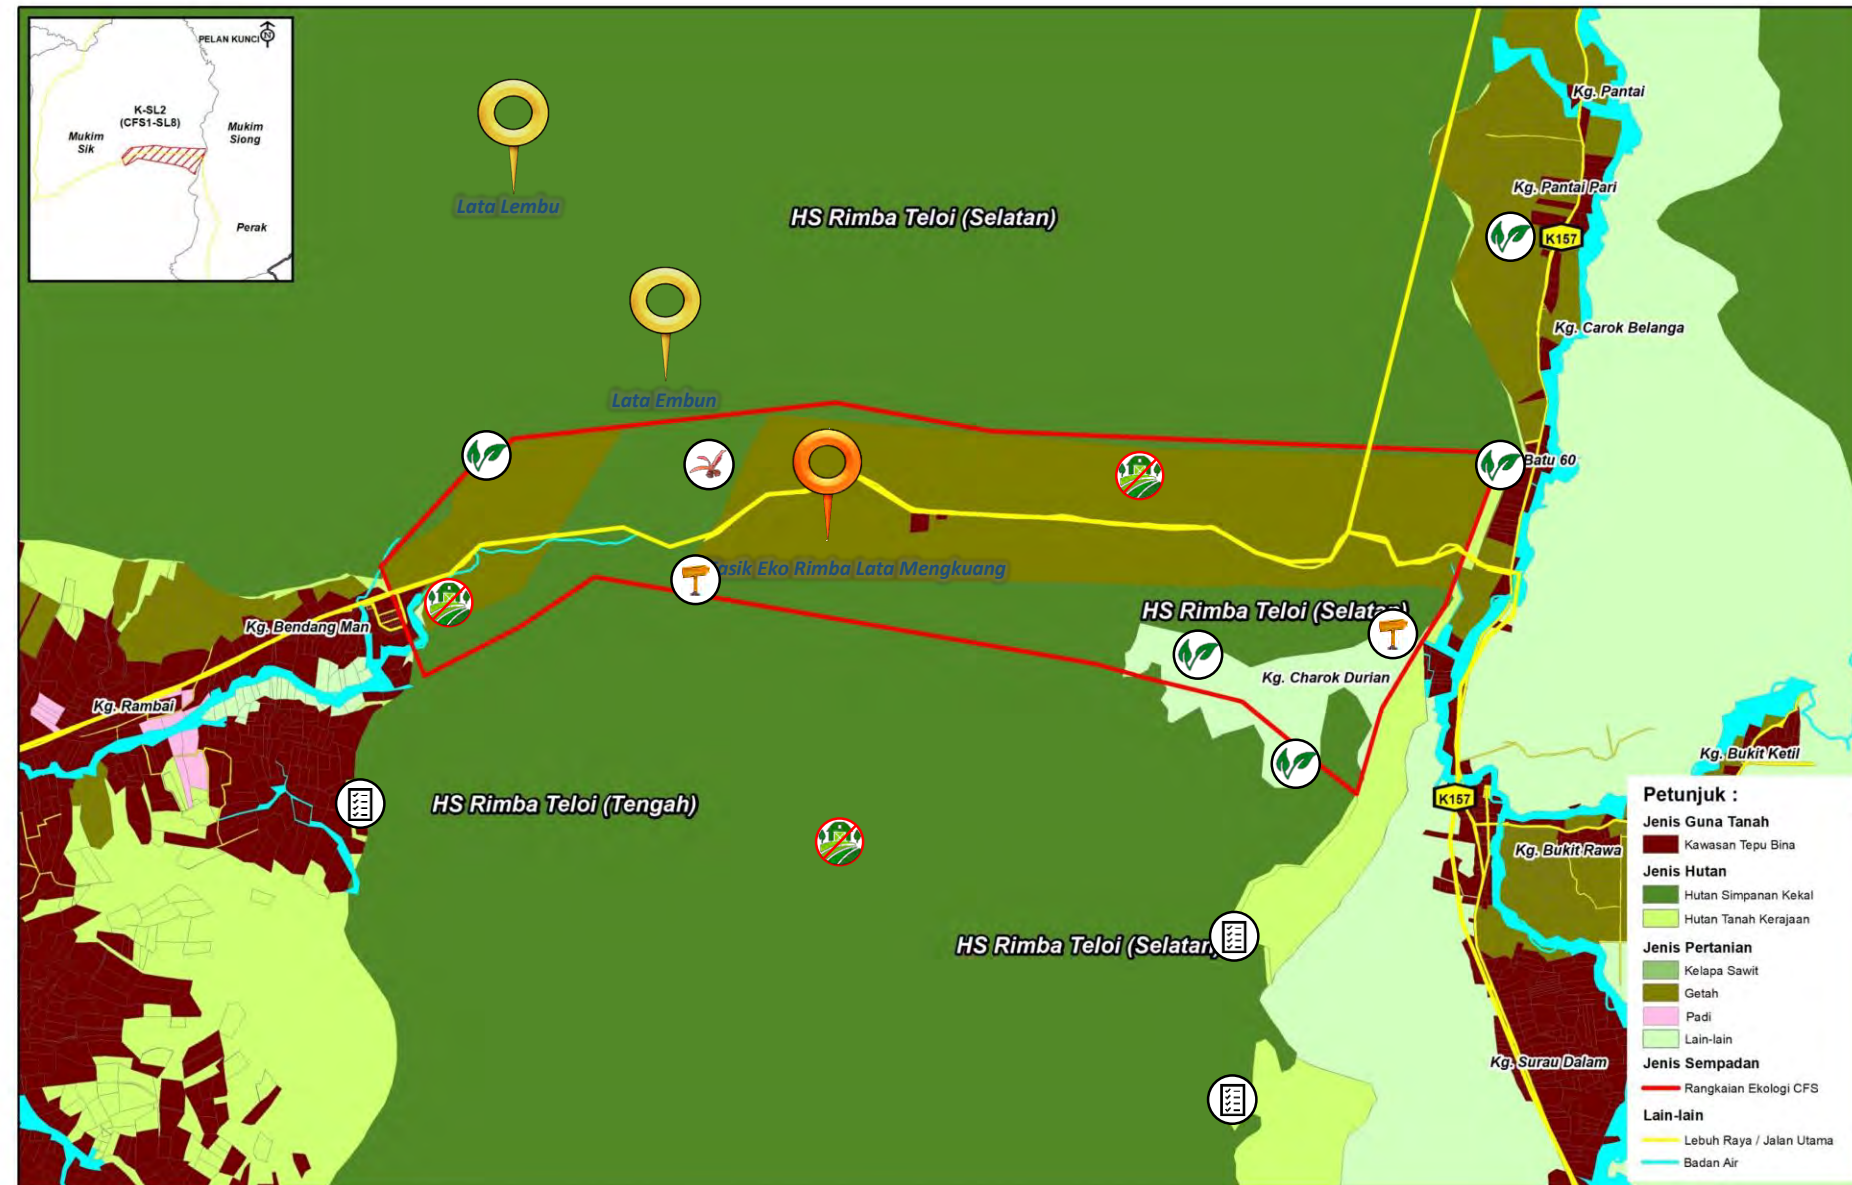 PELAN KUNCI
N
K-SL2
(CFS1-SL8)
Mukim
Sik
Mukim
Siong
Perak
Lata Lembu
HS Rimba Teloi (Selatan)
Lata Embun
Kg. Pantai
Kg. Pantai Pari
K157
Kg. Carok Belanga
Batu 60
Tasik Eko Rimba Lata Mengkuang
HS Rimba Teloi (Selatan)
Kg. Bendang Man
Kg. Charok Durian
Kg. Rambai
HS Rimba Teloi (Tengah)
K157
Kg. Bukit Ketil
Kg. Bukit Rawa
HS Rimba Teloi (Selatan)
Kg. Surau Dalam
Petunjuk :
Jenis Guna Tanah
Kawasan Tepu Bina
Jenis Hutan
Hutan Simpanan Kekal
Hutan Tanah Kerajaan
Jenis Pertanian
Kelapa Sawit
Getah
Padi
Lain-lain
Jenis Sempadan
Rangkaian Ekologi CFS
Lain-lain
Lebuh Raya / Jalan Utama
Badan Air